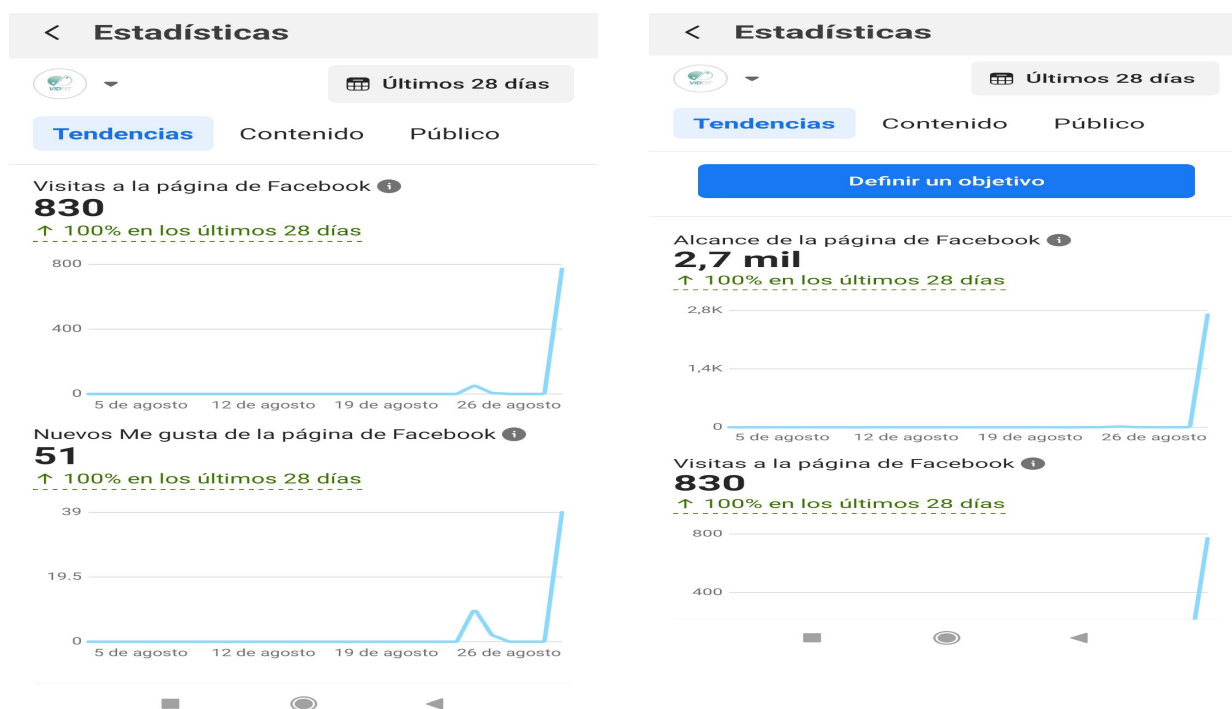 Estadísticas
Últimos 28 días
Tendencias Contenido Público
Visitas a la página de Facebook
830
↑ 100% en los últimos 28 días
800
400
0
5 de agosto 12 de agosto 19 de agosto 26 de agosto
Nuevos Me gusta de la página de Facebook
51
↑ 100% en los últimos 28 días
39
19.5
0
5 de agosto 12 de agosto 19 de agosto 26 de agosto
Estadísticas
Últimos 28 días
Tendencias Contenido Público
Definir un objetivo
Alcance de la página de Facebook
2,7 mil
↑ 100% en los últimos 28 días
2,8K
1,4K
0
5 de agosto 12 de agosto 19 de agosto 26 de agosto
Visitas a la página de Facebook
830
↑ 100% en los últimos 28 días
800
400